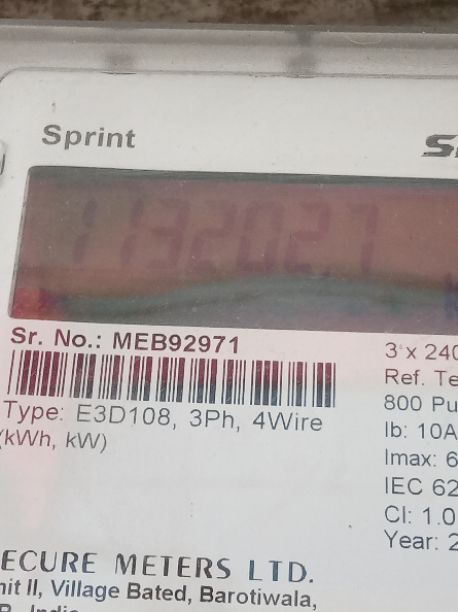 Sprint
113202.7
Sr. No.: MEB92971
3 x 240
Ref. Te
Type: E3D108, 3Ph, 4Wire
800 Pu
(kWh, kW)
Ib: 10A
Imax: 6
IEC 62
Cl: 1.0
Year: 2
ECURE METERS LTD.
nit II, Village Bated, Barotiwala,